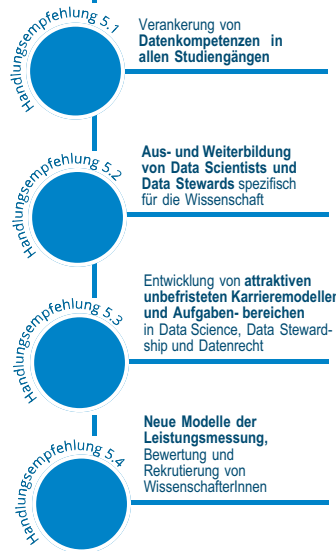 Handlungsempfehlung 5.1
Verankerung von
Datenkompetenzen in
allen Studiengängen
Handlungsempfehlung 5.2
Aus- und Weiterbildung
von Data Scientists und
Data Stewards spezifisch
für die Wissenschaft
Handlungsempfehlung 5.3
Entwicklung von attraktiven
unbefristeten Karrieremodellen
und Aufgaben- bereichen
in Data Science, Data Steward-
ship und Datenrecht
Handlungsempfehlung 5.4
Neue Modelle der
Leistungsmessung,
Bewertung und
Rekrutierung von
WissenschafterInnen